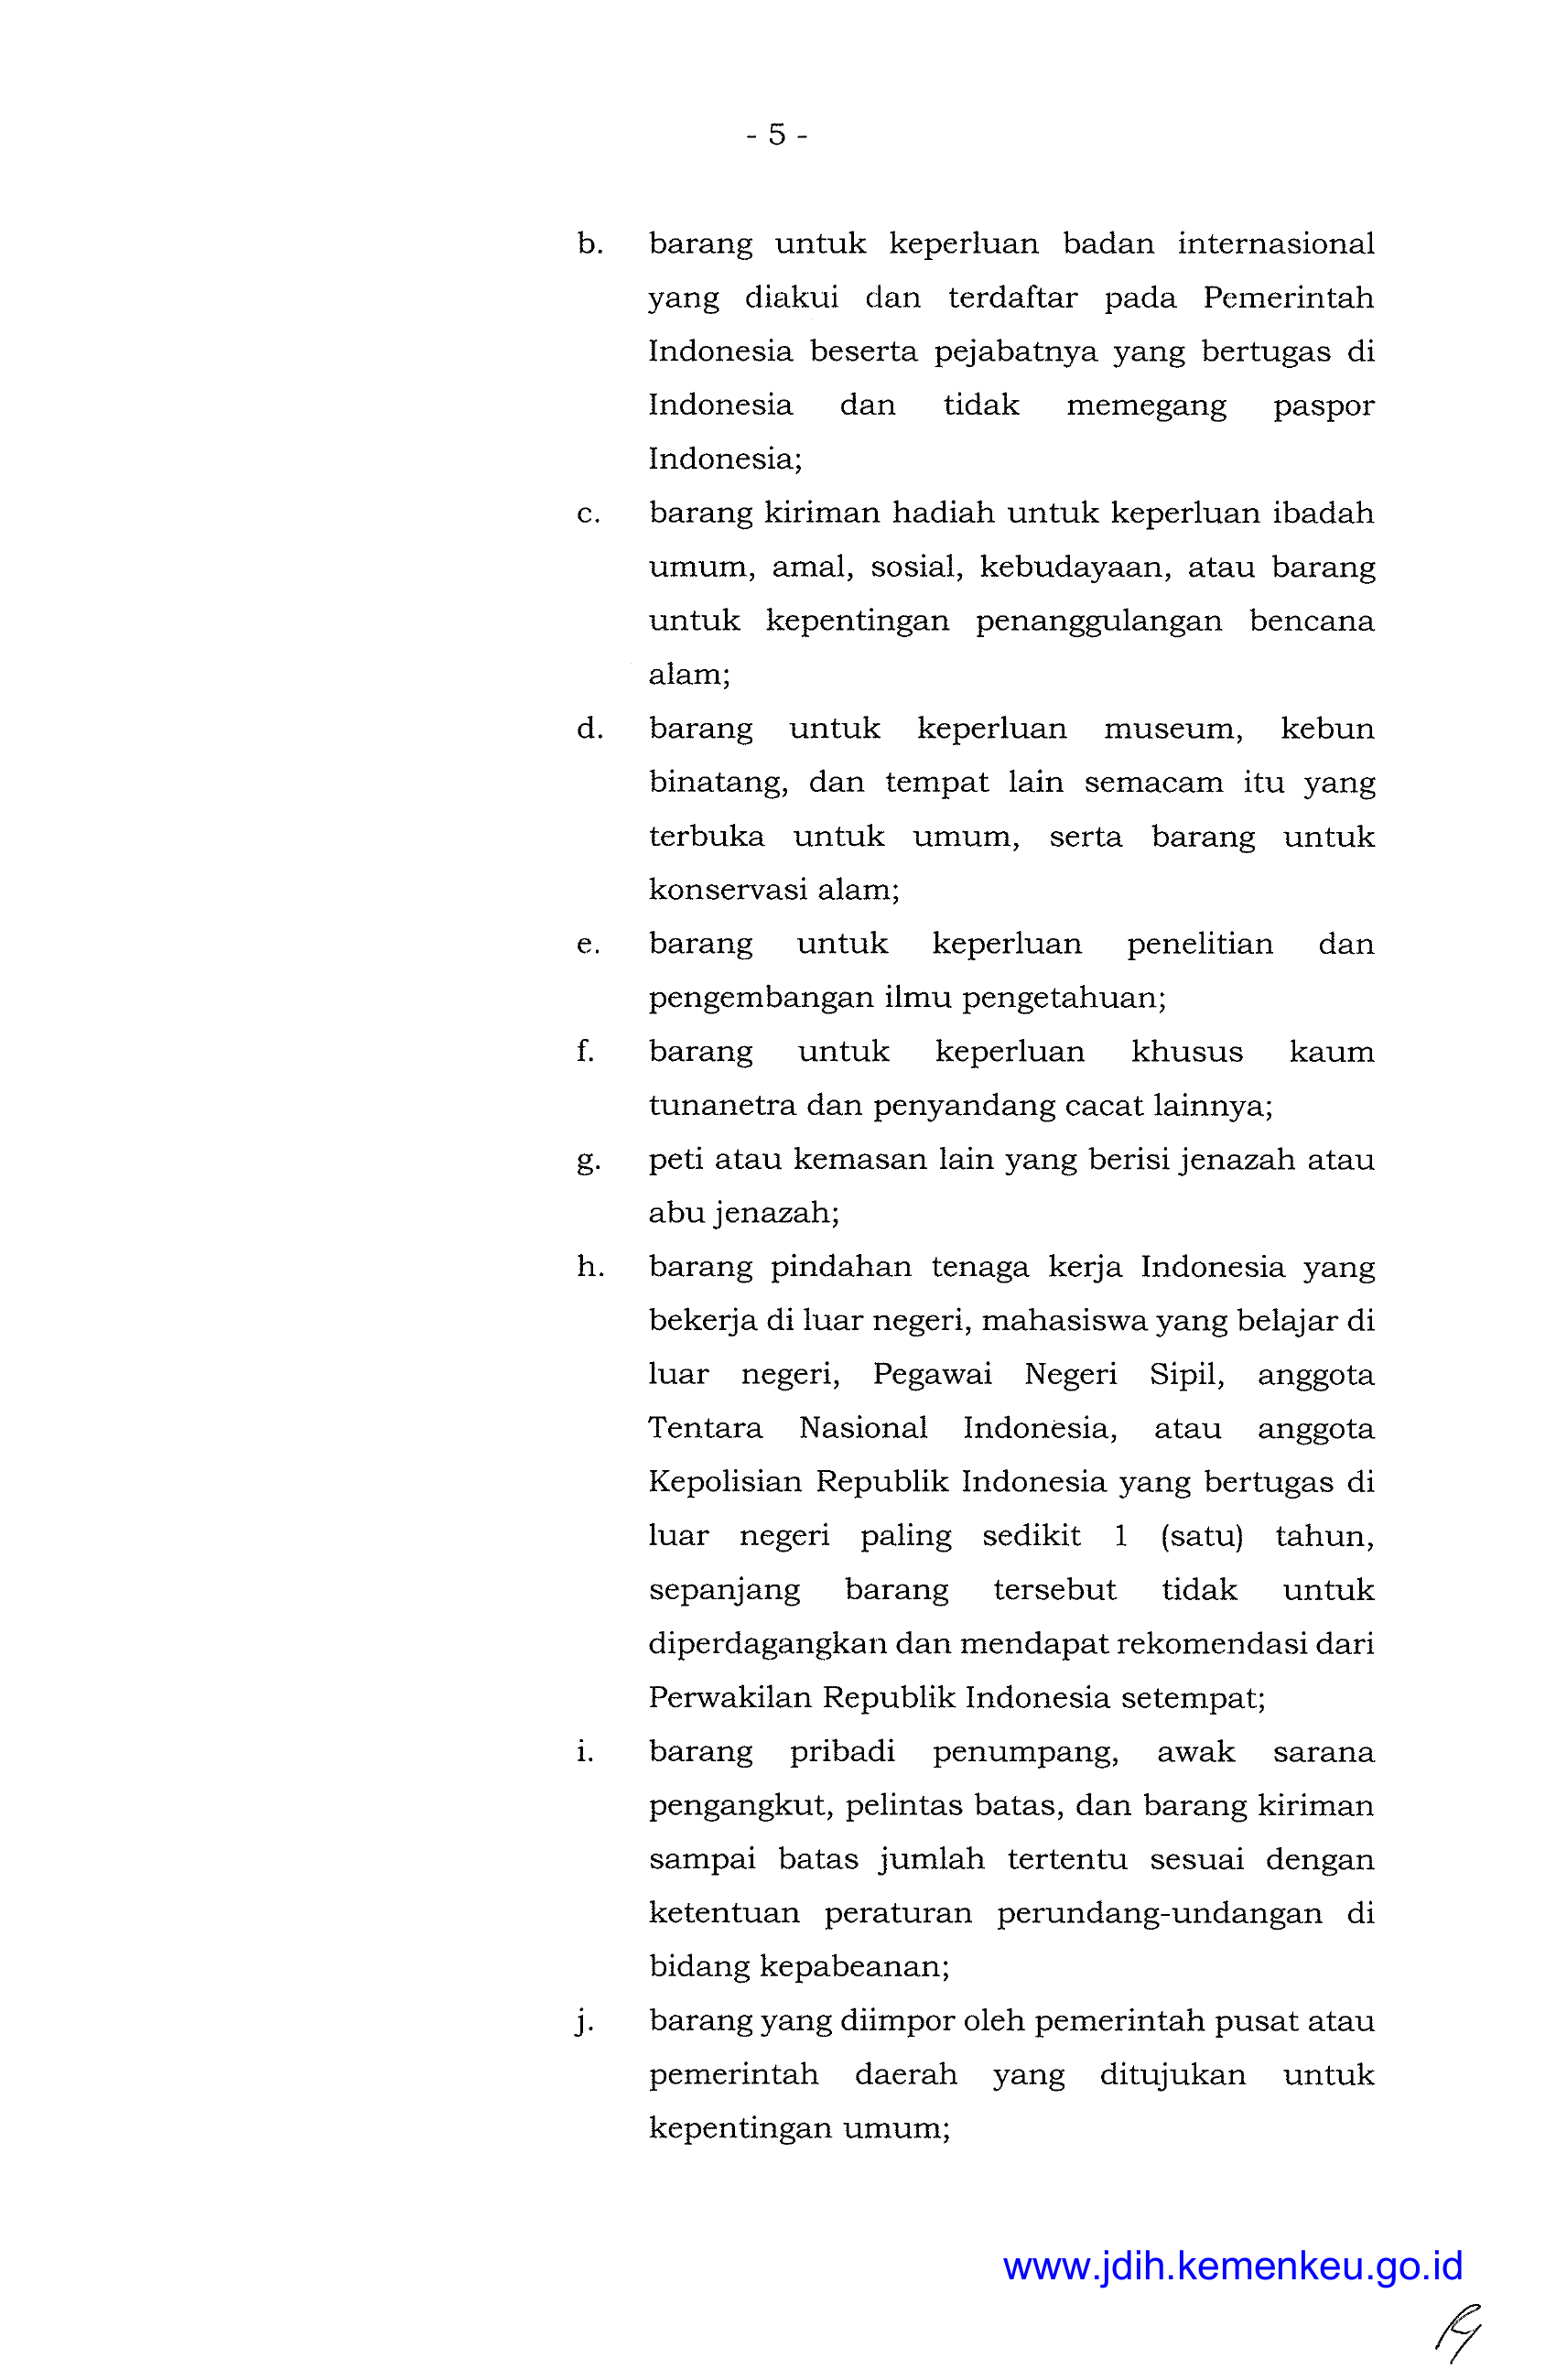 - 5 -
b. barang untuk keperluan badan internasional
yang diakui dan terdaftar pada Pemerintah
Indonesia beserta pejabatnya yang bertugas di
Indonesia dan tidak memegang paspor
Indonesia;
c. barang kiriman hadiah untuk keperluan ibadah
umum, amal, sosial, kebudayaan, atau barang
untuk kepentingan penanggulangan bencana
alam;
d. barang untuk keperluan museum, kebun
binatang, dan tempat lain semacam itu yang
terbuka untuk umum, serta barang untuk
konservasi alam;
e. barang untuk keperluan penelitian dan
pengembangan ilmu pengetahuan;
f. barang untuk keperluan khusus kaum
tunanetra dan penyandang cacat lainnya;
g. peti atau kemasan lain yang berisi jenazah atau
abu jenazah;
h. barang pindahan tenaga kerja Indonesia yang
bekerja di luar negeri, mahasiswa yang belajar di
luar negeri, Pegawai Negeri Sipil, anggota
Tentara Nasional Indonesia, atau anggota
Kepolisian Republik Indonesia yang bertugas di
luar negeri paling sedikit 1 (satu) tahun,
sepanjang barang tersebut tidak untuk
diperdagangkan dan mendapat rekomendasi dari
Perwakilan Republik Indonesia setempat;
i. barang pribadi penumpang, awak sarana
pengangkut, pelintas batas, dan barang kiriman
sampai batas jumlah tertentu sesuai dengan
ketentuan peraturan perundang-undangan di
bidang kepabeanan;
j. barang yang diimpor oleh pemerintah pusat atau
pemerintah daerah yang ditujukan untuk
kepentingan umum;
www.jdih.kemenkeu.go.id